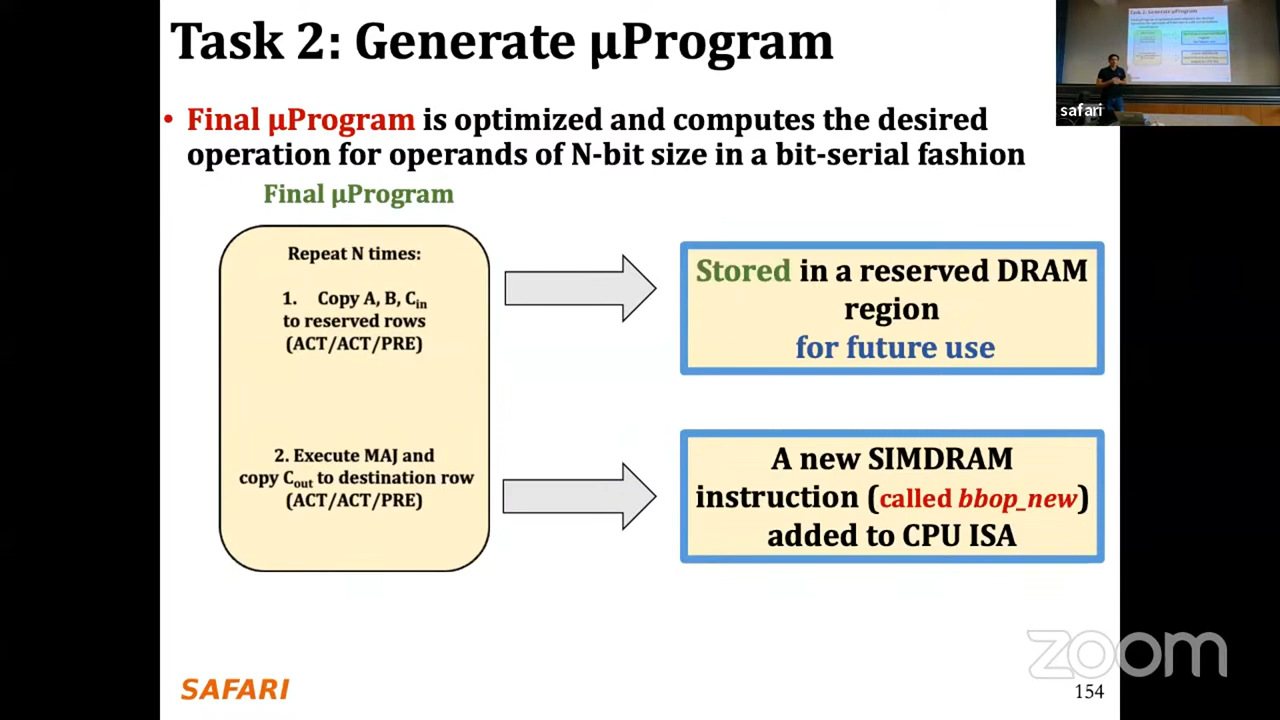 Task 2: Generate μProgram
• Final μProgram is optimized and computes the desired
operation for operands of N-bit size in a bit-serial fashion
Final μProgram
Repeat N times:
1. Copy A, B, Cin
to reserved rows
(ACT/ACT/PRE)
2. Execute MAJ and
copy Cout to destination row
(ACT/ACT/PRE)
Stored in a reserved DRAM
region
for future use
A new SIMDRAM
instruction (called bbop_new)
added to CPU ISA
safari
zoom
SAFARI
154